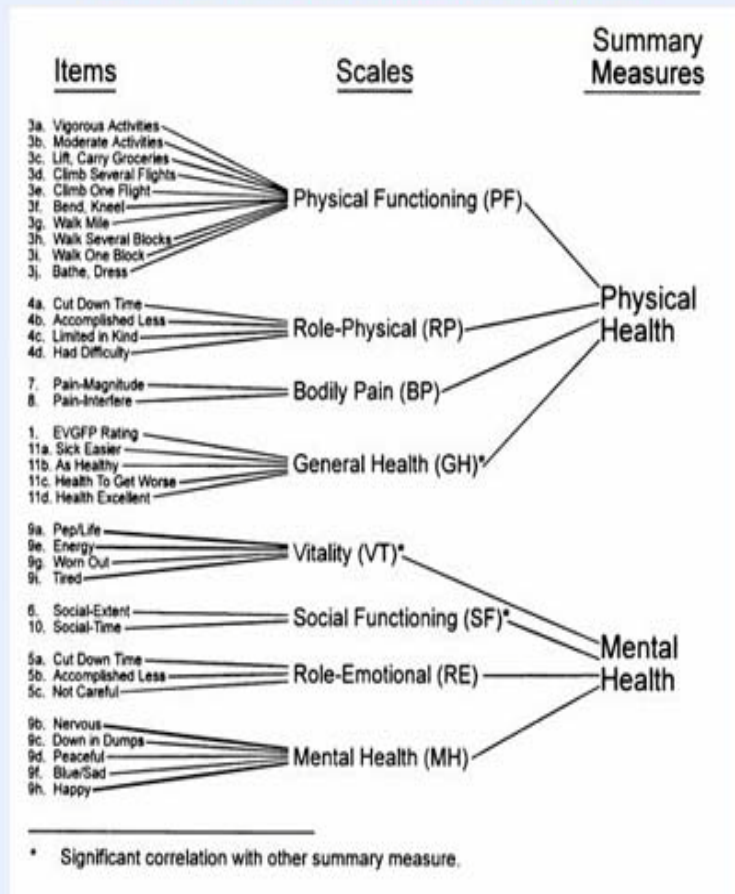 Items Scales Summary Measures
3a. Vigorous Activities
3b. Moderate Activities
3c. Lift, Carry Groceries
3d. Climb Several Flights
3e. Climb One Flight
3f. Bend, Kneel
3g. Walk Mile
3h. Walk Several Blocks
3i. Walk One Block
3j. Bathe, Dress
Physical Functioning (PF)
4a. Cut Down Time
4b. Accomplished Less
4c. Limited in Kind
4d. Had Difficulty
Role-Physical (RP)
7. Pain-Magnitude
8. Pain-Interfere
Bodily Pain (BP)
1. EVGFP Rating
11a. Sick Easier
11b. As Healthy
11c. Health To Get Worse
11d. Health Excellent
General Health (GH)*
Physical
Health
9a. Pep/Life
9e. Energy
9g. Worn Out
9i. Tired
Vitality (VT)*
6. Social-Extent
10. Social-Time
Social Functioning (SF)*
5a. Cut Down Time
5b. Accomplished Less
5c. Not Careful
Role-Emotional (RE)
9b. Nervous
9c. Down in Dumps
9d. Peaceful
9f. Blue/Sad
9h. Happy
Mental Health (MH)
Mental
Health
* Significant correlation with other summary measure.